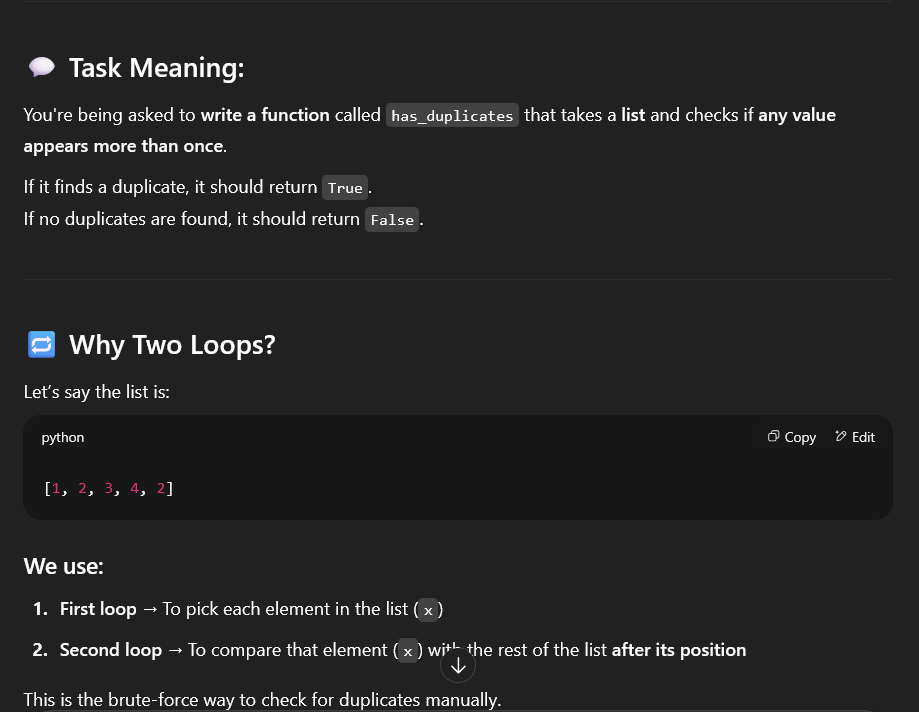 Task Meaning:
You're being asked to write a function called has_duplicates that takes a list and checks if any value
appears more than once.
If it finds a duplicate, it should return True.
If no duplicates are found, it should return False.
Why Two Loops?
Let’s say the list is:
python Copy Edit
[1, 2, 3, 4, 2]
We use:
1. First loop → To pick each element in the list (x)
2. Second loop → To compare that element (x) with the rest of the list after its position
This is the brute-force way to check for duplicates manually.